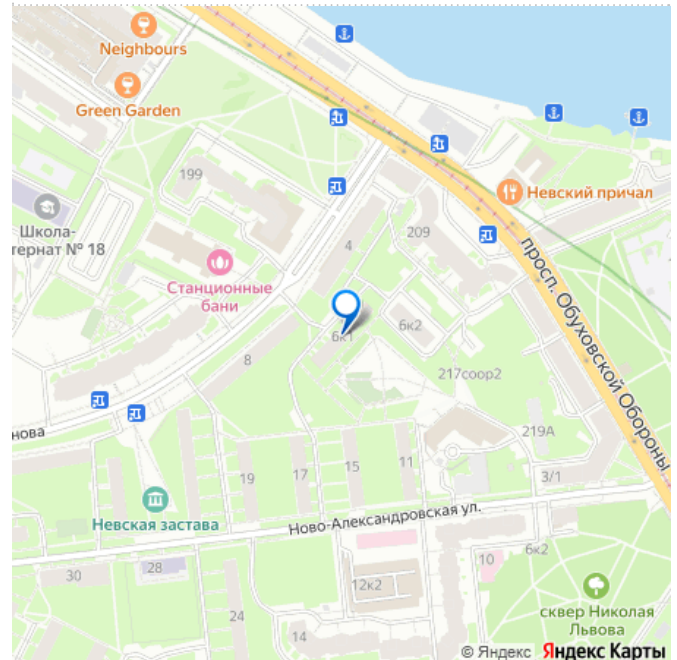 Neighbours
Green Garden
199
Школа-
тернат № 18
Станционные
бани
4
209
Невский причал
просп. Обуховской Обороны
6к1
6к2
8
217соор2
нова
219А
3/1
19
17
15
11
Невская застава
Ново-Александровская ул.
30
28
12к2
10
6к2
24
14
сквер Николая
Львова
© Яндекс Яндекс Карты